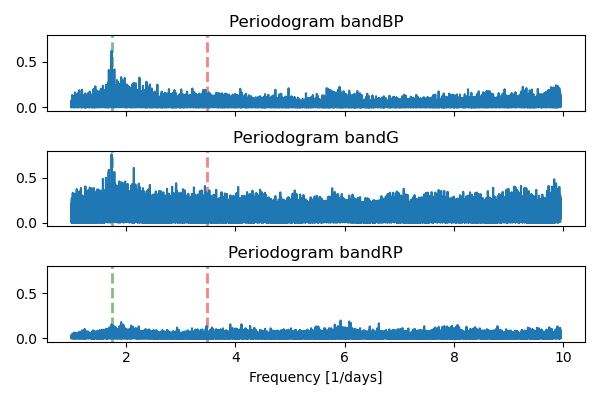 Periodogram bandBP
0.5
0.0
Periodogram bandG
0.5
0.0
Periodogram bandRP
0.5
0.0
2 4 6 8 10
Frequency [1/days]